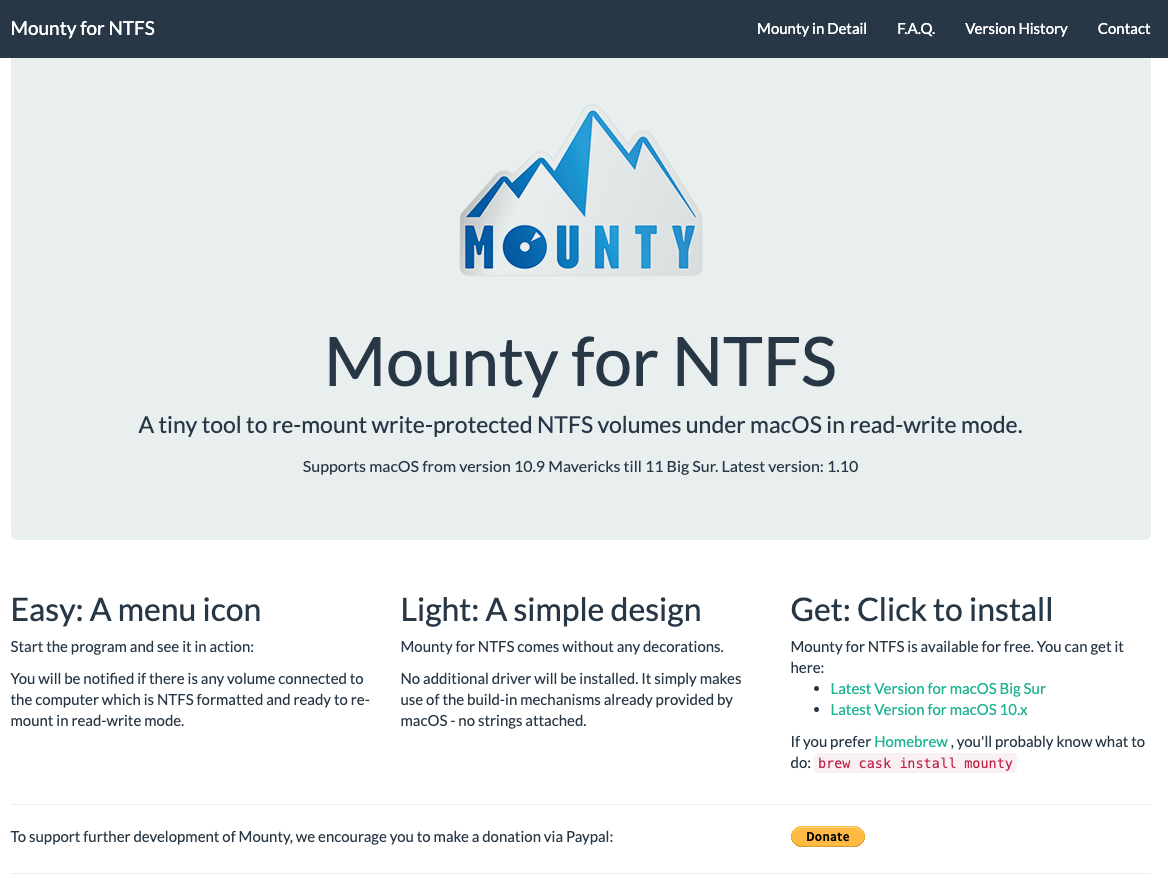 Mounty for NTFS
Mounty in Detail
F.A.Q.
Version History
Contact
MOUNTY
Mounty for NTFS
A tiny tool to re-mount write-protected NTFS volumes under macOS in read-write mode.
Supports macOS from version 10.9 Mavericks till 11 Big Sur. Latest version: 1.10
Easy: A menu icon
Start the program and see it in action:
You will be notified if there is any volume connected to
the computer which is NTFS formatted and ready to re-
mount in read-write mode.
Light: A simple design
Mounty for NTFS comes without any decorations.
No additional driver will be installed. It simply makes
use of the build-in mechanisms already provided by
macOS - no strings attached.
Get: Click to install
Mounty for NTFS is available for free. You can get it
here:
• Latest Version for macOS Big Sur
• Latest Version for macOS 10.x
If you prefer Homebrew , you'll probably know what to
do: brew cask install mounty
To support further development of Mounty, we encourage you to make a donation via Paypal:
Donate